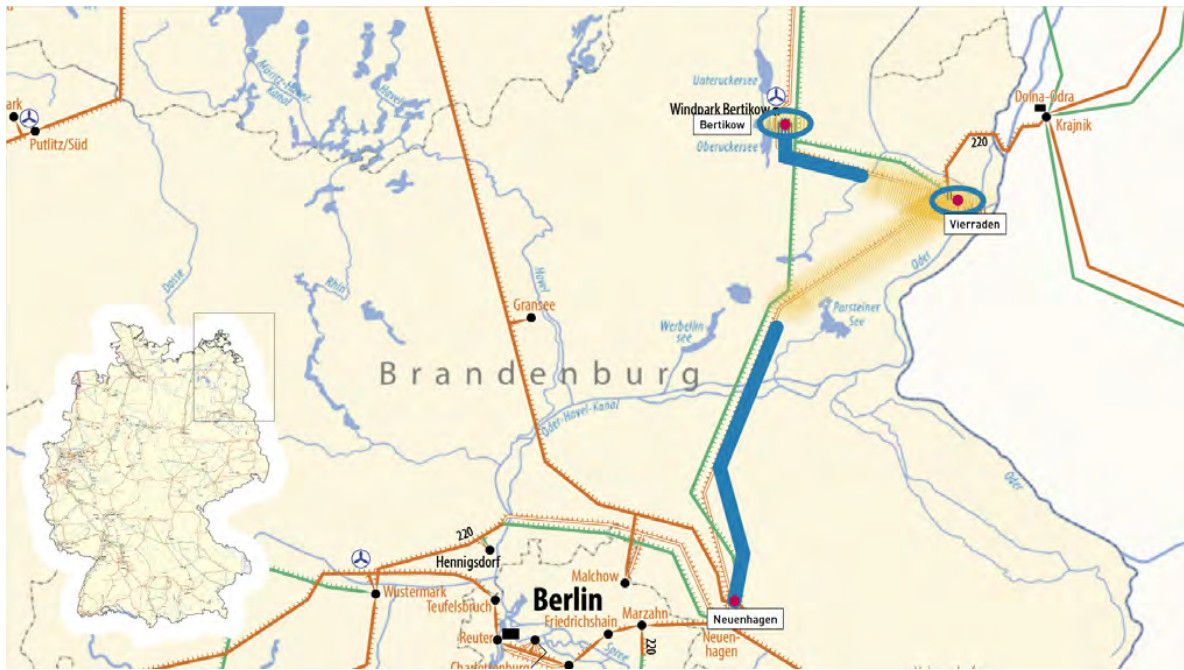 Unteruckersee
Müritz-Havel-
Kanal
Havel
Dolna-Odra
ark
Windpark Bertikow
Krajnik
Bertikow
Putlitz/Süd
220
Oberuckersee
Vierraden
Dosse
Oder
Rhin
Havel
Gransee
Parsteiner
See
Werbellin
see
Brandenburg
Oder-Havel-Kanal
Oder
220
Hennigsdorf
Malchow
Wustermark
Berlin
Teufelsbruch
Friedrichshain
Marzahn
Neuenhagen
Reuter
Neuen-
hagen
Spree
220
Charlottenburg